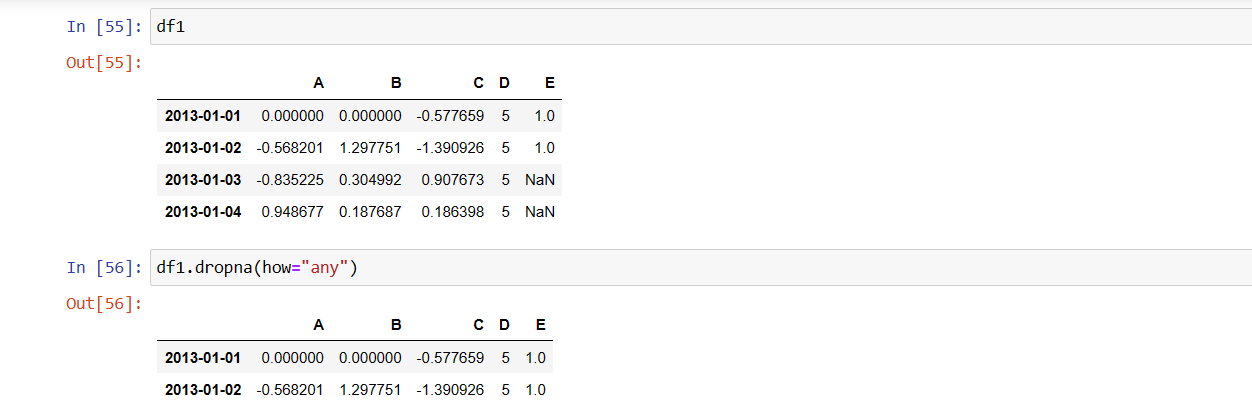 In [55]: df1
Out[55]:
A B C D E
2013-01-01 0.000000 0.000000 -0.577659 5 1.0
2013-01-02 -0.568201 1.297751 -1.390926 5 1.0
2013-01-03 -0.835225 0.304992 0.907673 5 NaN
2013-01-04 0.948677 0.187687 0.186398 5 NaN
In [56]: df1.dropna(how="any")
Out[56]:
A B C D E
2013-01-01 0.000000 0.000000 -0.577659 5 1.0
2013-01-02 -0.568201 1.297751 -1.390926 5 1.0